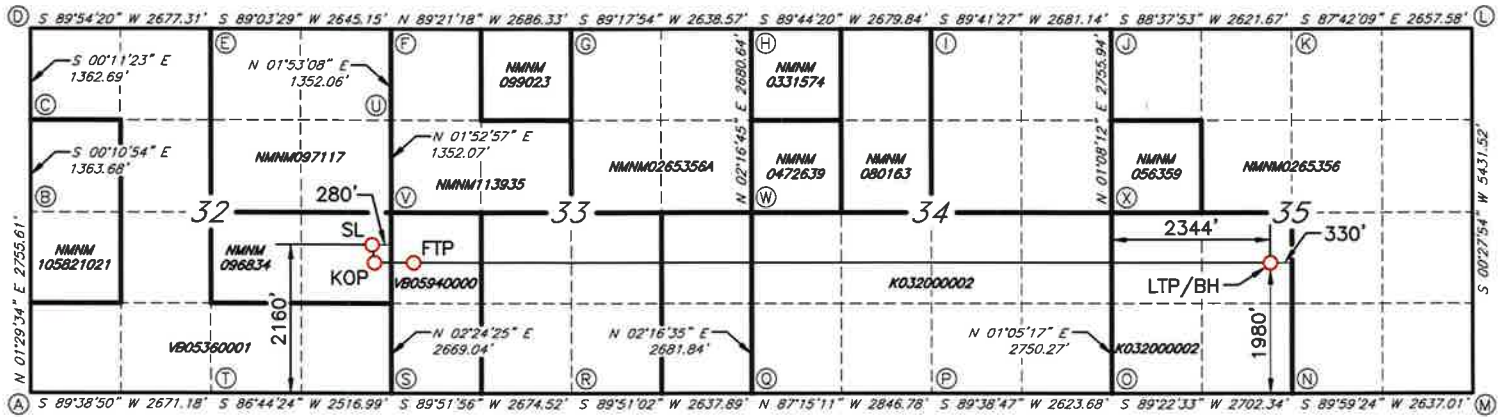 D S 89°54'20" W 2677.31' S 89°03'29" W 2645.15' N 89°21'18" W 2686.33' S 89°17'54" W 2638.57' S 89°44'20" W 2679.84' S 89°41'27" W 2681.14' S 88°37'53" W 2621.67' S 87°42'09" E 2657.58' L
E F G H I J K
S 00°11'23" E
1362.69'
N 01°53'08" E
1352.06'
NMNM
099023
N 02°16'45" E 2680.64'
NMNM
0331574
N 01°08'12" E 2755.94'
C U
S 00°10'54" E
1363.68'
NMNM097117
N 01°52'57" E
1352.07'
NMNM113935
NMNM0265356A
NMNM
0472639
NMNM
080163
NMNM
056359
NMNM0265356
S 00°27'54" W 5431.52'
B 32 280' V 33 W 34 X 35
N 01°29'34" E 2755.61'
NMNM
105821021
NMNM
096834
SL
KOP
FTP
VB05940000
K032000002
2344'
330'
LTP/BH
2160'
1980'
VB05360001
N 02°24'25" E
2669.04'
N 02°16'35" E
2681.84'
N 01°05'17" E
2750.27'
K032000002
T S R Q P O N
A S 89°38'50" W 2671.18' S 86°44'24" W 2516.99' S 89°51'56" W 2674.52' S 89°51'02" W 2637.89' N 87°15'11" W 2846.78' S 89°38'47" W 2623.68' S 89°22'33" W 2702.34' S 89°59'24" W 2637.01' M